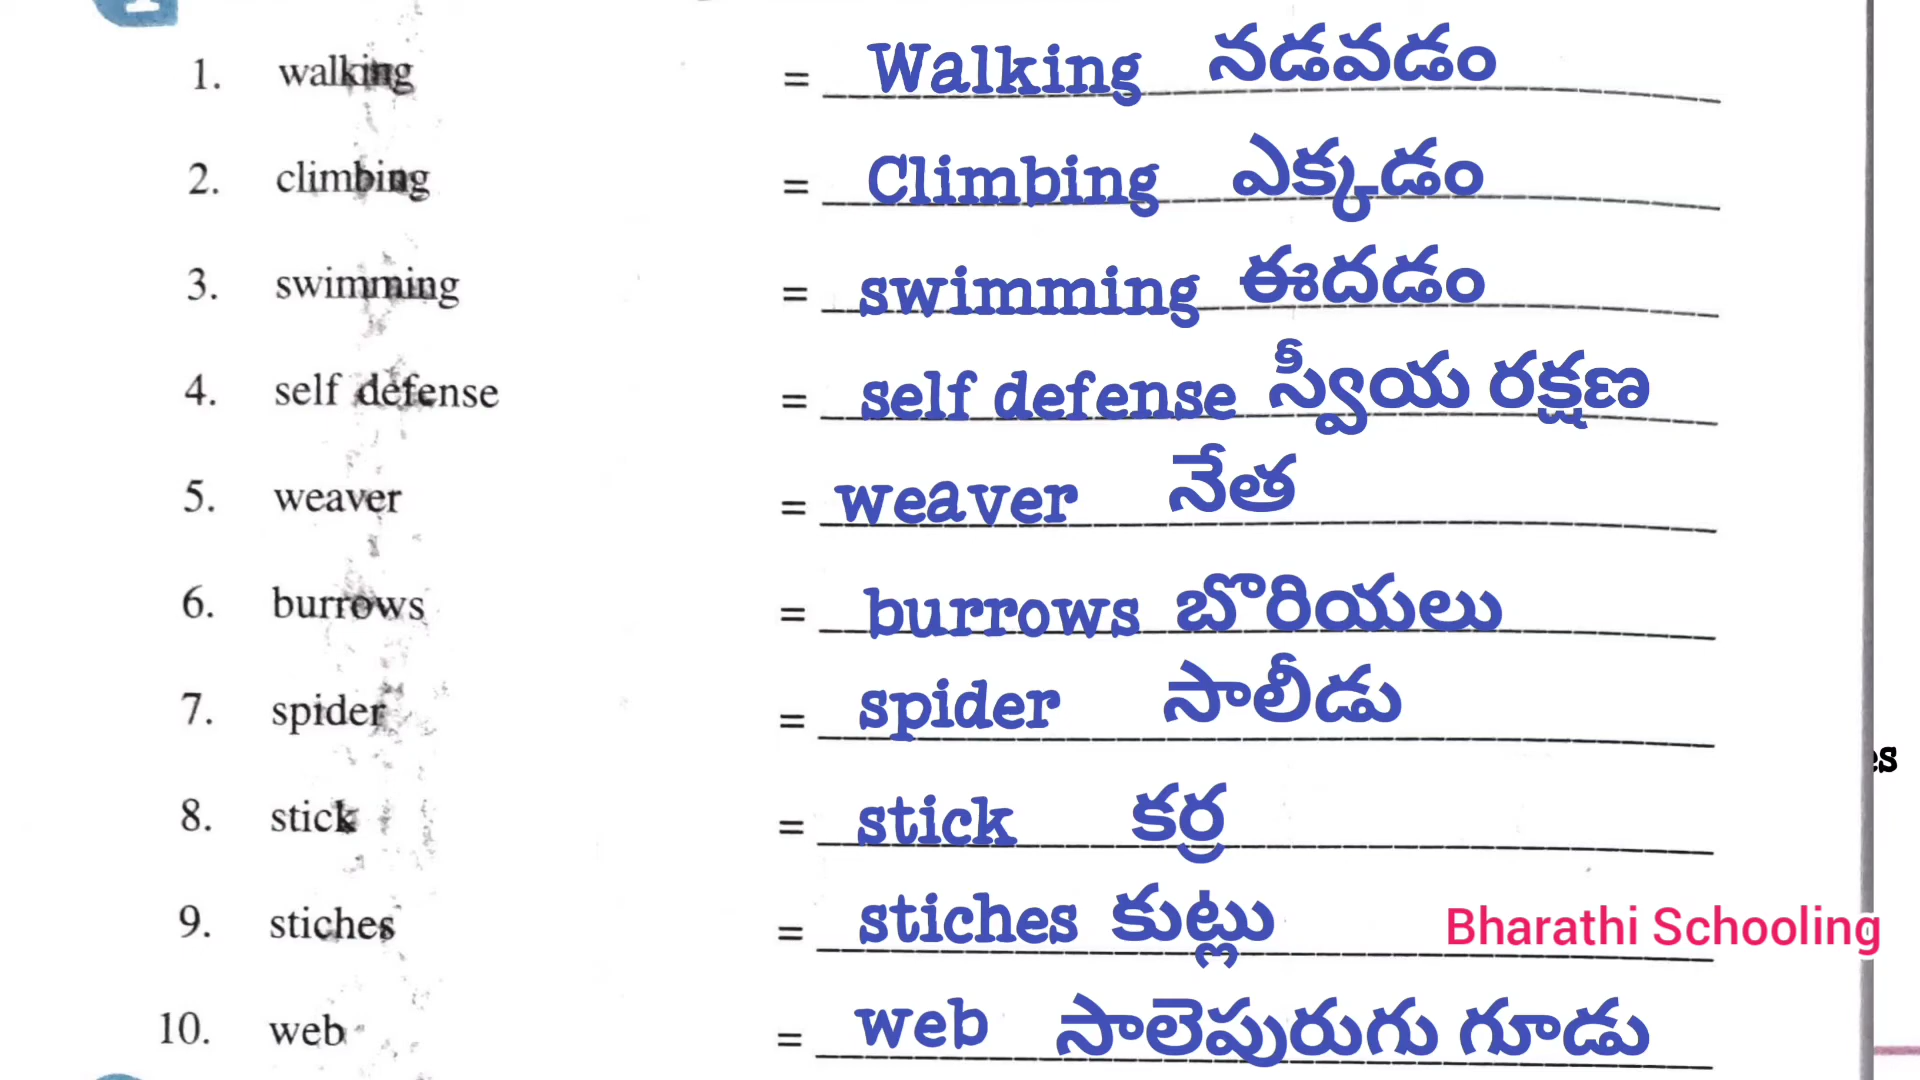 1. walking = Walking నడవడం
2. climbing = Climbing ఎక్కడం
3. swimming = swimming ఈదడం
4. self defense = self defense స్వీయ రక్షణ
5. weaver = weaver నేత
6. burrows = burrows బొరియలు
7. spider = spider సాలీడు
8. stick = stick కర్ర
9. stiches = stiches కుట్లు
Bharathi Schooling
10. web = web సాలెపురుగు గూడు